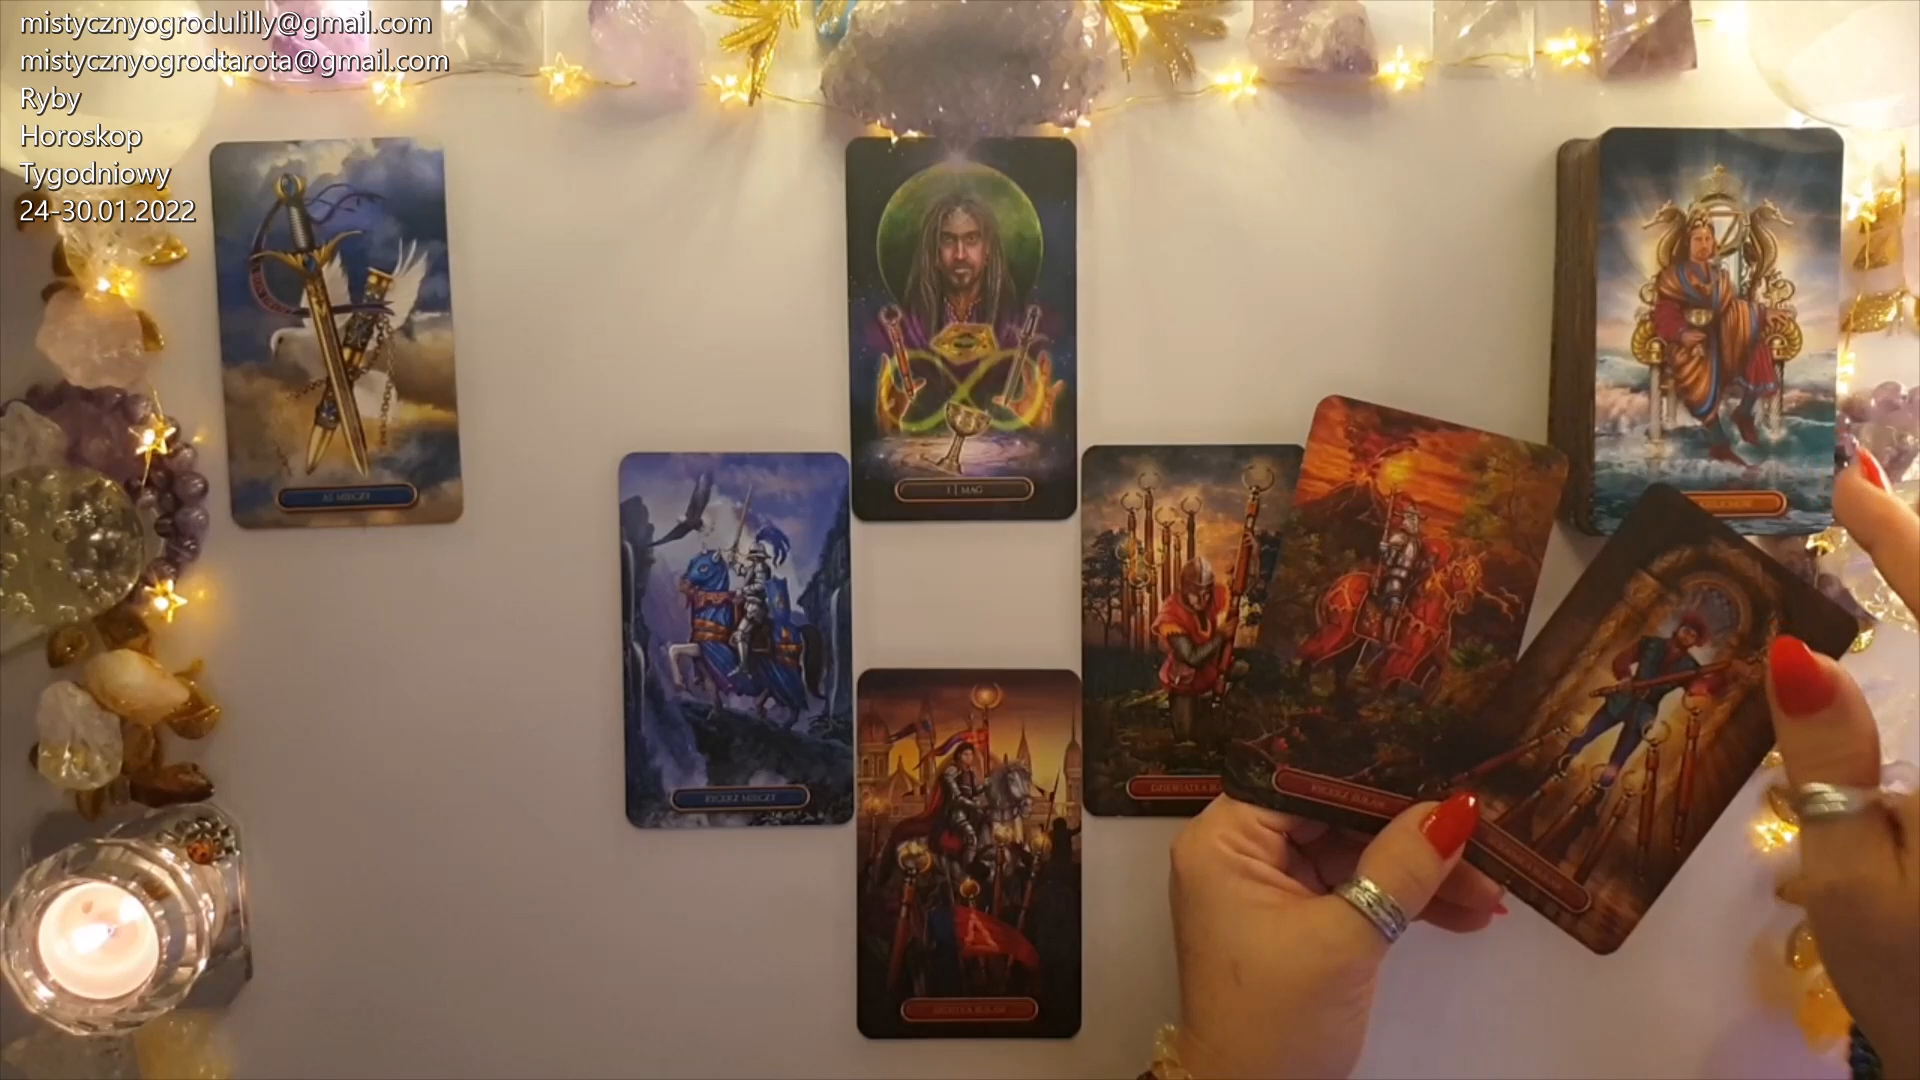 mistycznyogrodulilly@gmail.com
mistycznyogrodtarota@gmail.com
Ryby
Horoskop
Tygodniowy
24-30.01.2022
AS MIECZY
1 | MAG
RYCERZ MIECZY
DZIEWIĄTKA
RYCERZ BUŁAW
SZÓSTKA BUŁAW